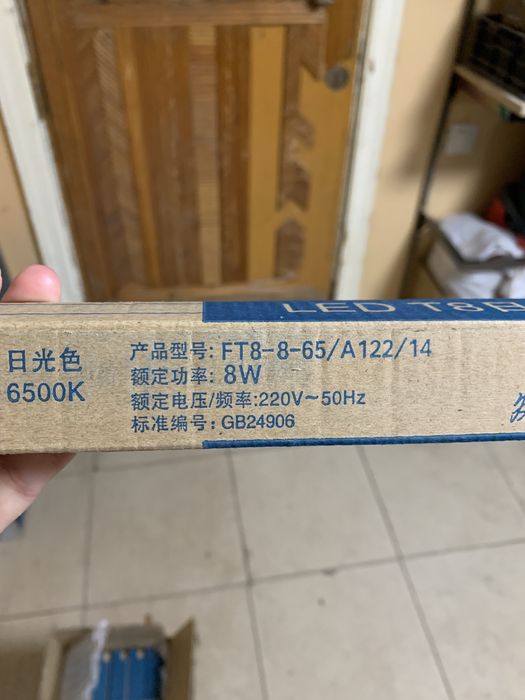 LED T8
日光色
6500K
产品型号: FT8-8-65/A122/14
额定功率: 8W
额定电压/频率:220V~50Hz
标准编号: GB24906